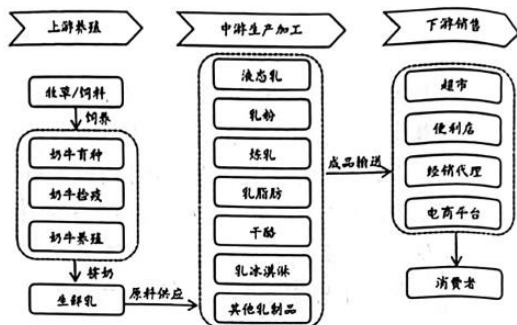 上游养殖
中游生产加工
下游销售
牧草/饲料
饲养
奶牛育种
奶牛检疫
奶牛养殖
挤奶
生鲜乳
原料供应
液态乳
乳粉
炼乳
乳脂肪
干酪
乳冰淇淋
其他乳制品
成品输送
超市
便利店
经销代理
电商平台
消费者